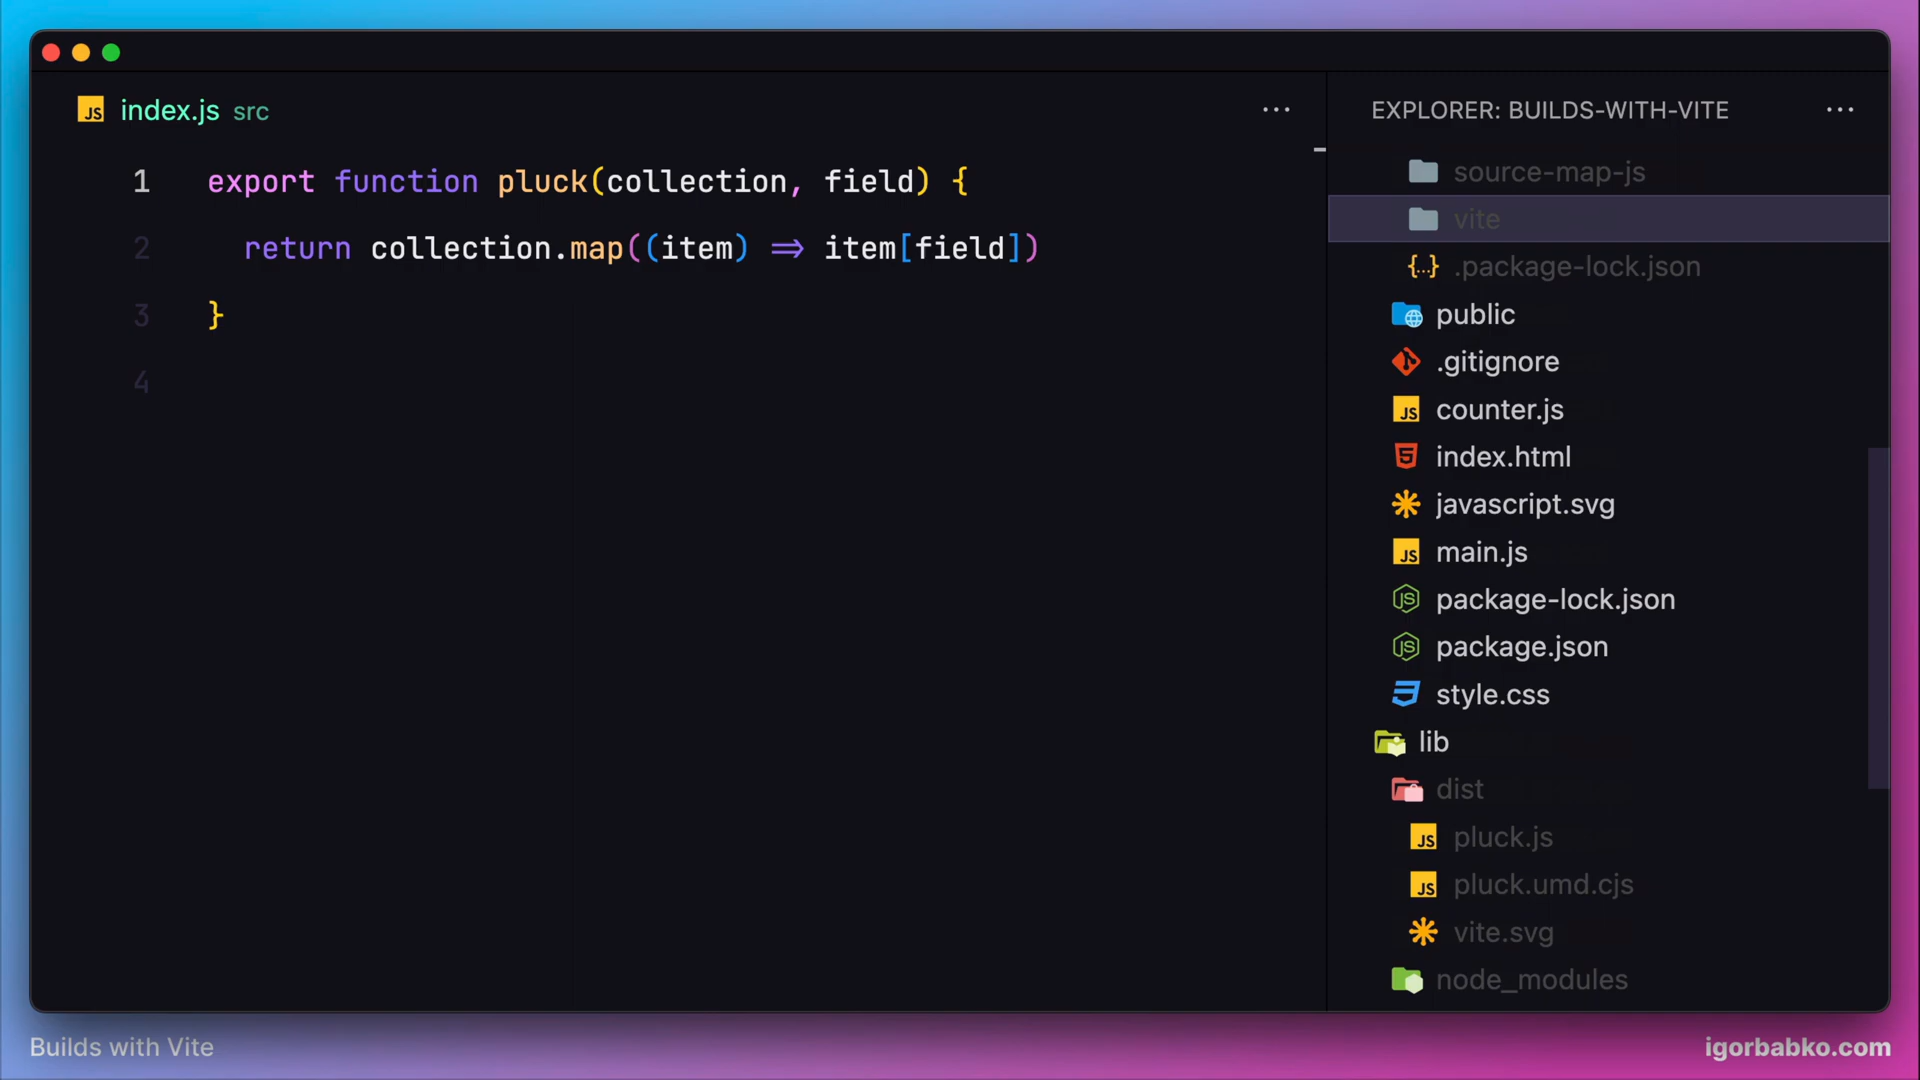 index.js src
...
1 export function pluck(collection, field) {
2 return collection.map((item) => item[field])
3 }
4
EXPLORER: BUILDS-WITH-VITE
...
source-map-js
vite
.package-lock.json
public
.gitignore
counter.js
index.html
javascript.svg
main.js
package-lock.json
package.json
style.css
lib
dist
pluck.js
pluck.umd.cjs
vite.svg
node_modules
Builds with Vite
igorbabko.com